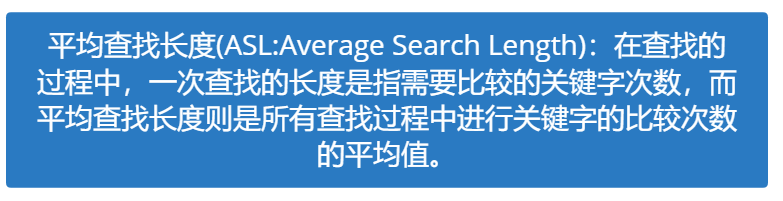 平均查找长度(ASL:Average Search Length)：在查找的
过程中，一次查找的长度是指需要比较的关键字次数，而
平均查找长度则是所有查找过程中进行关键字的比较次数
的平均值。